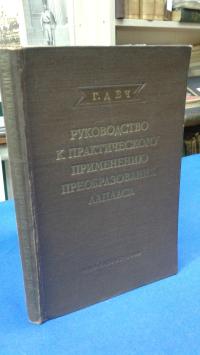 Г. ДЕЧ
РУКОВОДСТВО
К ПРАКТИЧЕСКОМУ
ПРИМЕНЕНИЮ
ПРЕОБРАЗОВАНИЯ
ЛАПЛАСА